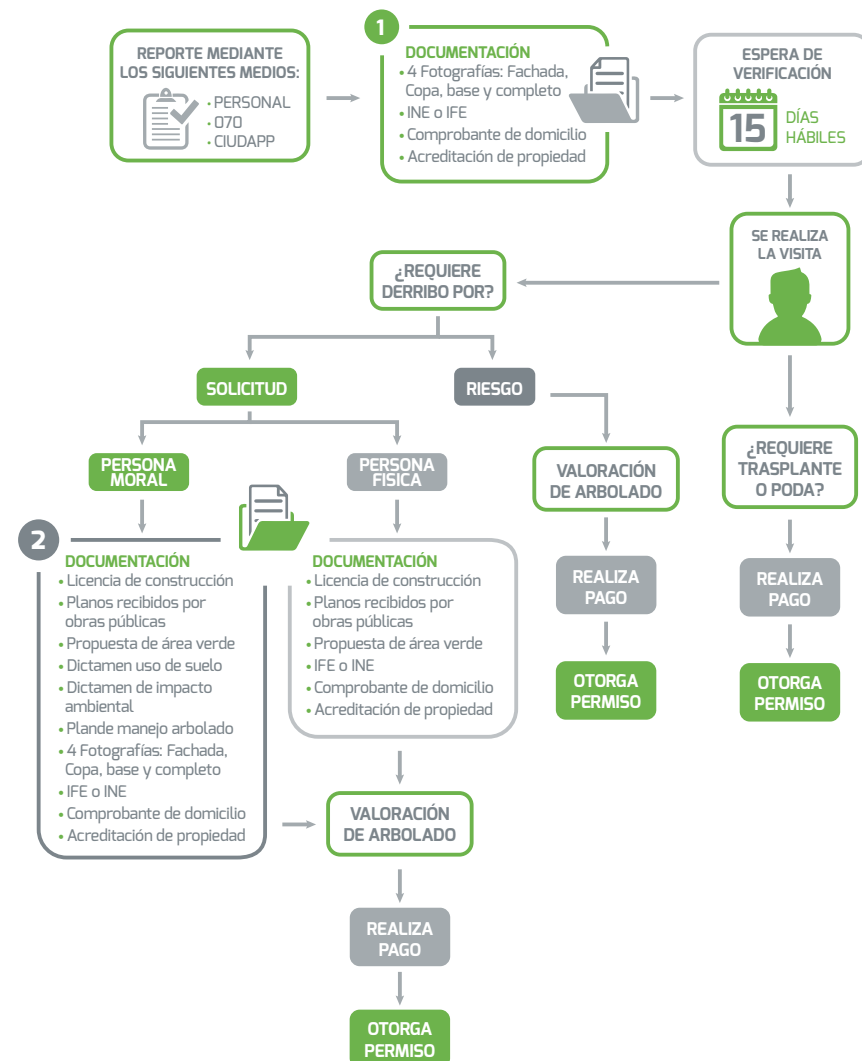 REPORTE MEDIANTE
LOS SIGUIENTES MEDIOS:
• PERSONAL
• 070
• CIUDAPP
1
DOCUMENTACIÓN
• 4 Fotografías: Fachada,
Copa, base y completo
• INE o IFE
• Comprobante de domicilio
• Acreditación de propiedad
ESPERA DE
VERIFICACIÓN
15
DÍAS
HÁBILES
SE REALIZA
LA VISITA
¿REQUIERE
DERRIBO POR?
SOLICITUD
RIESGO
PERSONA
MORAL
PERSONA
FISICA
VALORACIÓN
DE ARBOLADO
¿REQUIERE
TRASPLANTE
O PODA?
2
DOCUMENTACIÓN
• Licencia de construcción
• Planos recibidos por
obras públicas
• Propuesta de área verde
• Dictamen uso de suelo
• Dictamen de impacto
ambiental
• Plande manejo arbolado
• 4 Fotografías: Fachada,
Copa, base y completo
• IFE o INE
• Comprobante de domicilio
• Acreditación de propiedad
DOCUMENTACIÓN
• Licencia de construcción
• Planos recibidos por
obras públicas
• Propuesta de área verde
• IFE o INE
• Comprobante de domicilio
• Acreditación de propiedad
REALIZA
PAGO
OTORGA
PERMISO
REALIZA
PAGO
OTORGA
PERMISO
VALORACIÓN
DE ARBOLADO
REALIZA
PAGO
OTORGA
PERMISO